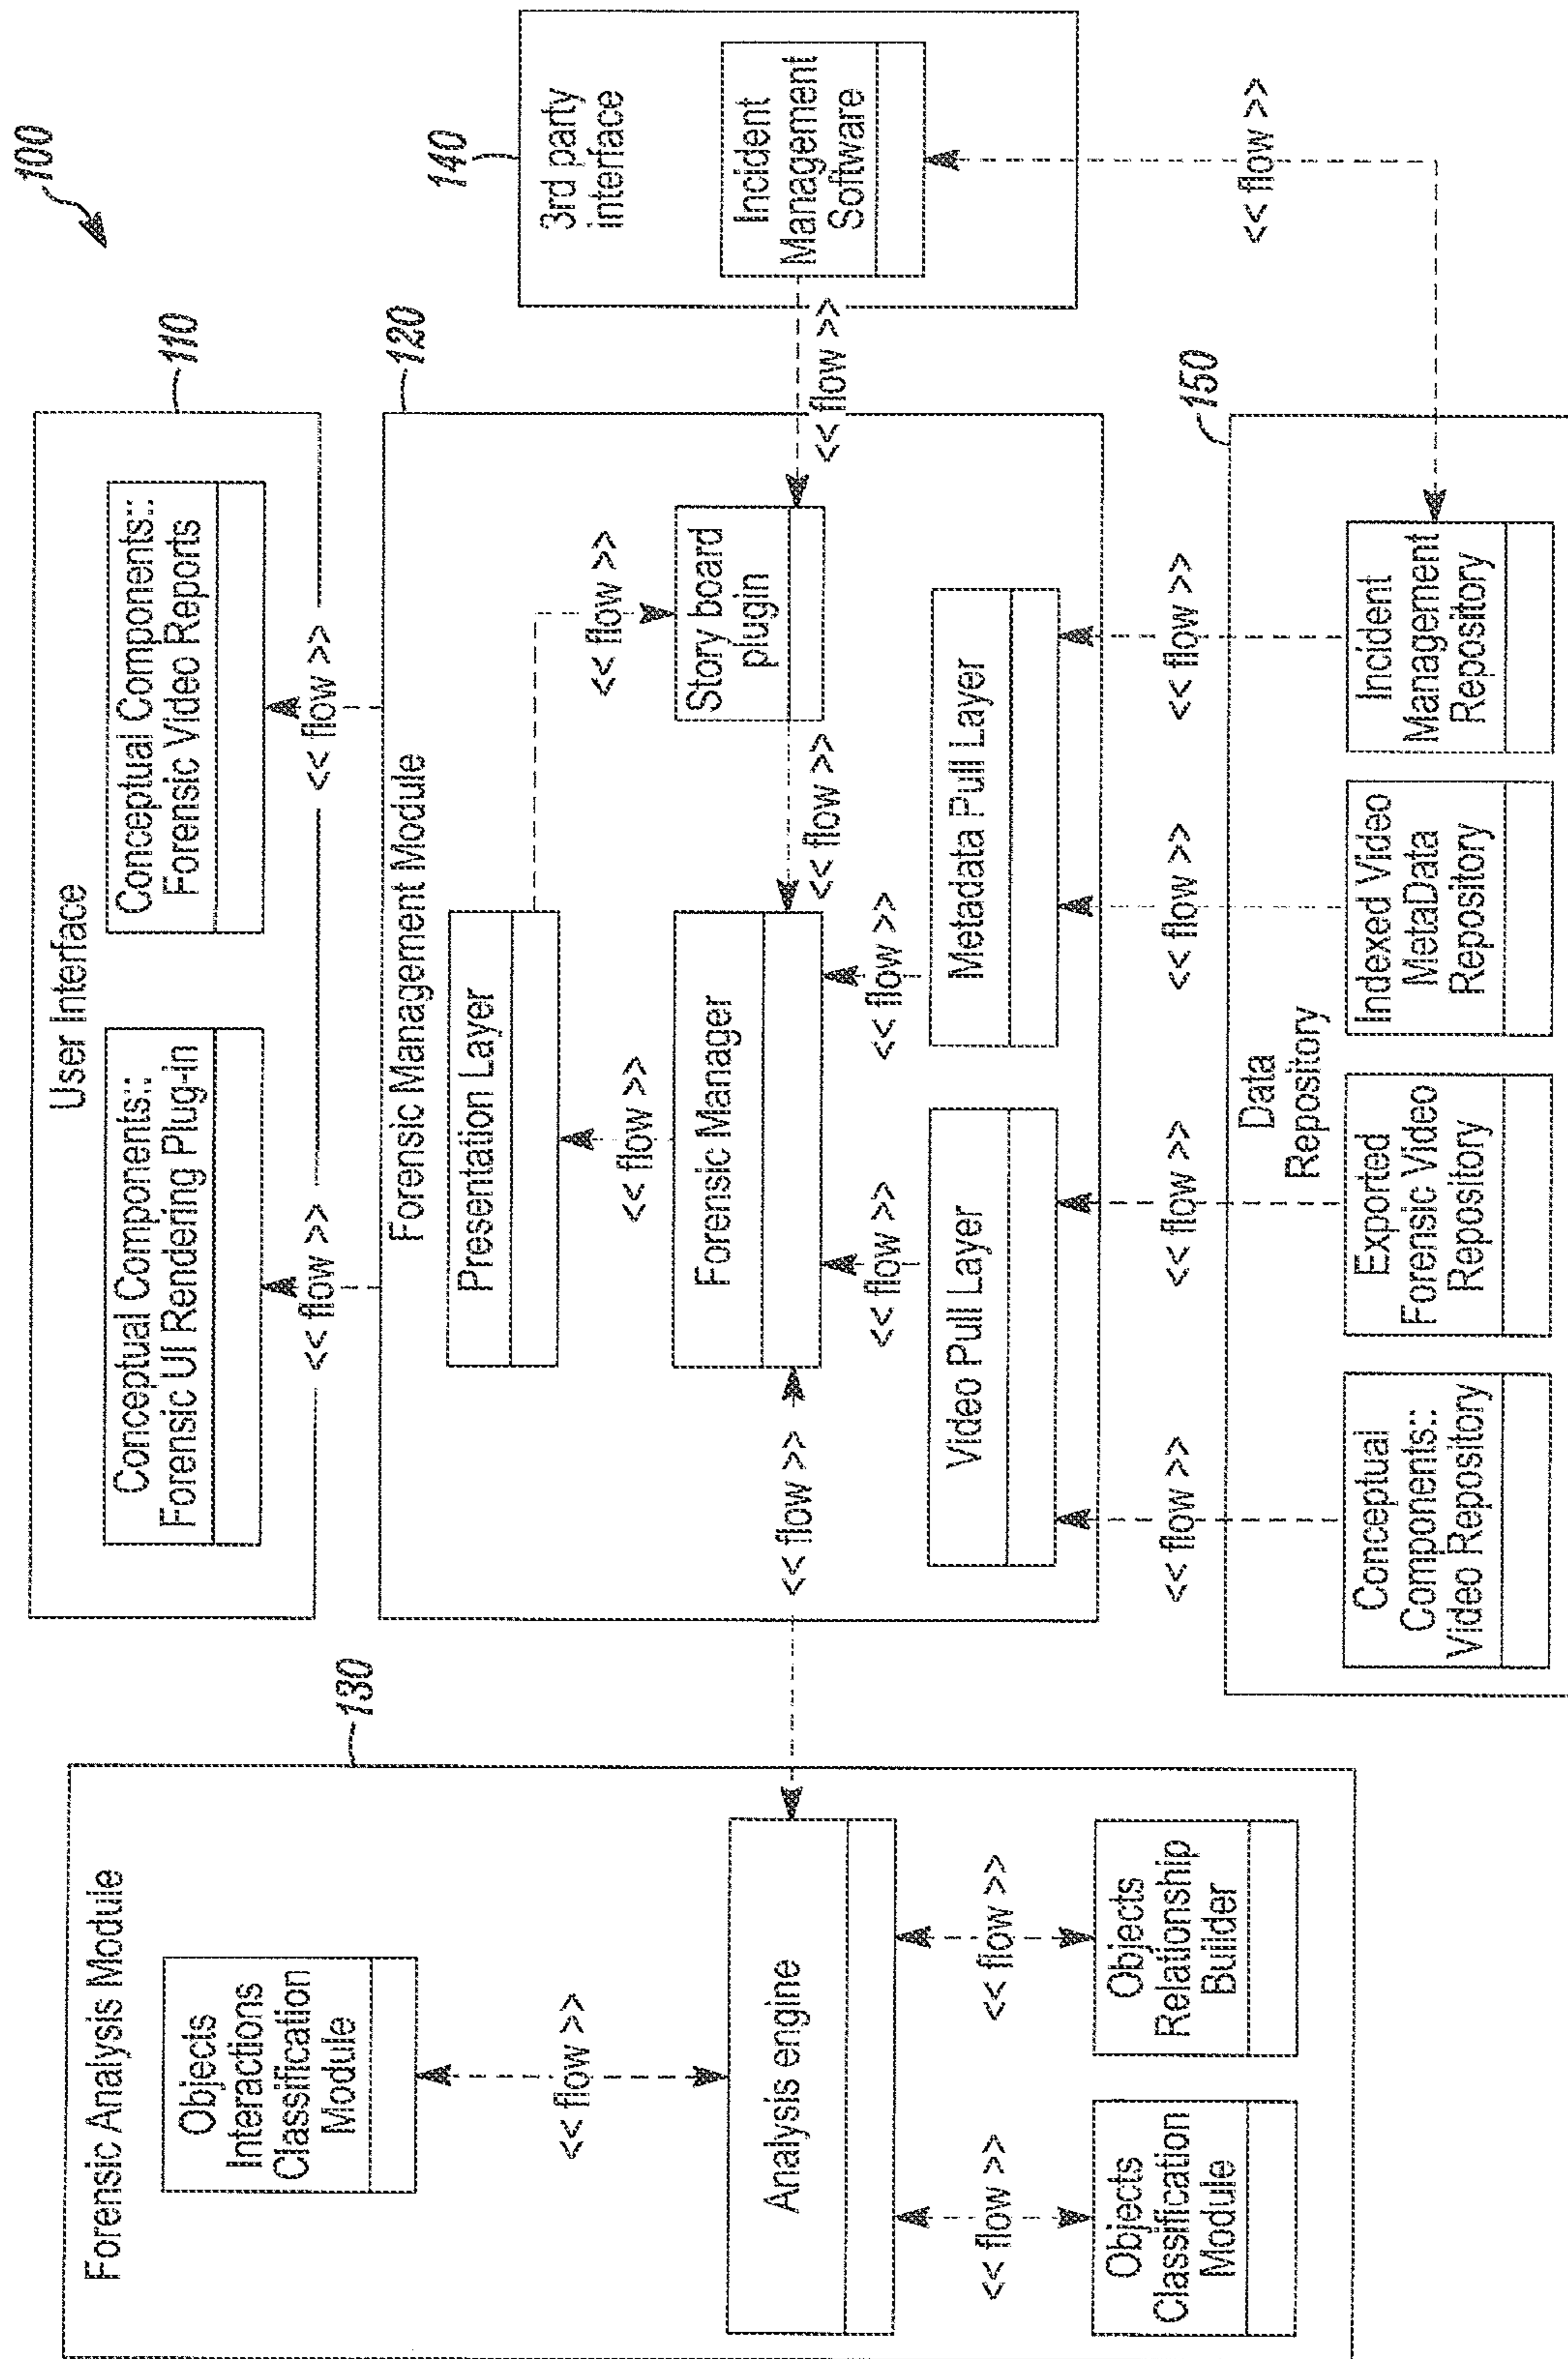 100
Forensic Analysis Module
130
Objects
Interactions
Classification
Module
<< flow >>
Analysis engine
<< flow >>
<< flow >>
Objects
Classification
Module
Objects
Relationship
Builder
User Interface
110
Conceptual Components::
Forensic UI Rendering Plug-in
Conceptual Components::
Forensic Video Reports
<< flow >>
<< flow >>
Forensic Management Module
120
Presentation Layer
<< flow >>
<< flow >>
Forensic Manager
Story board
plugin
<< flow >>
<< flow >>
<< flow >>
<< flow >>
<< flow >>
Video Pull Layer
Metadata Pull Layer
140
3rd party
interface
Incident
Management
Software
<< flow >>
<< flow >>
<< flow >>
<< flow >>
<< flow >>
<< flow >>
150
Data
Repository
Conceptual
Components::
Video Repository
Exported
Forensic Video
Repository
Indexed Video
MetaData
Repository
Incident
Management
Repository